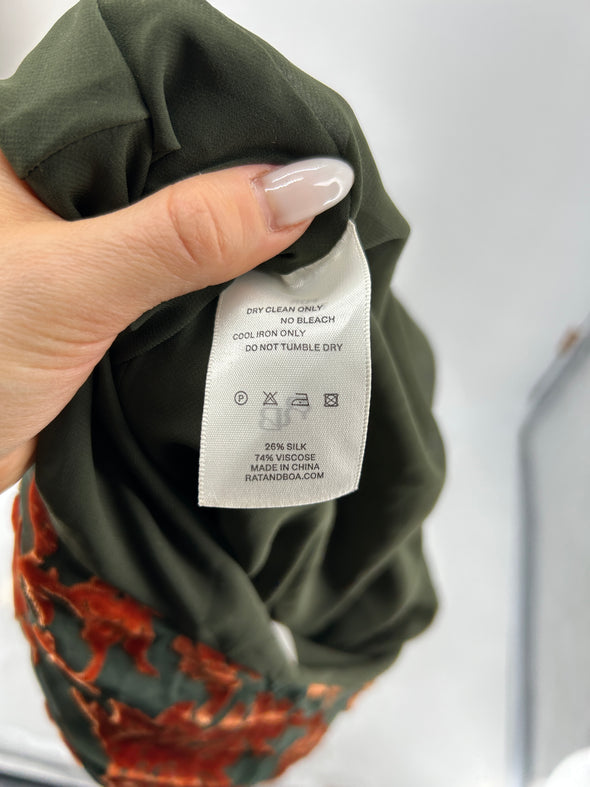 DRY CLEAN ONLY
NO BLEACH
COOL IRON ONLY
DO NOT TUMBLE DRY
P
26% SILK
74% VISCOSE
MADE IN CHINA
RATANDBOA.COM